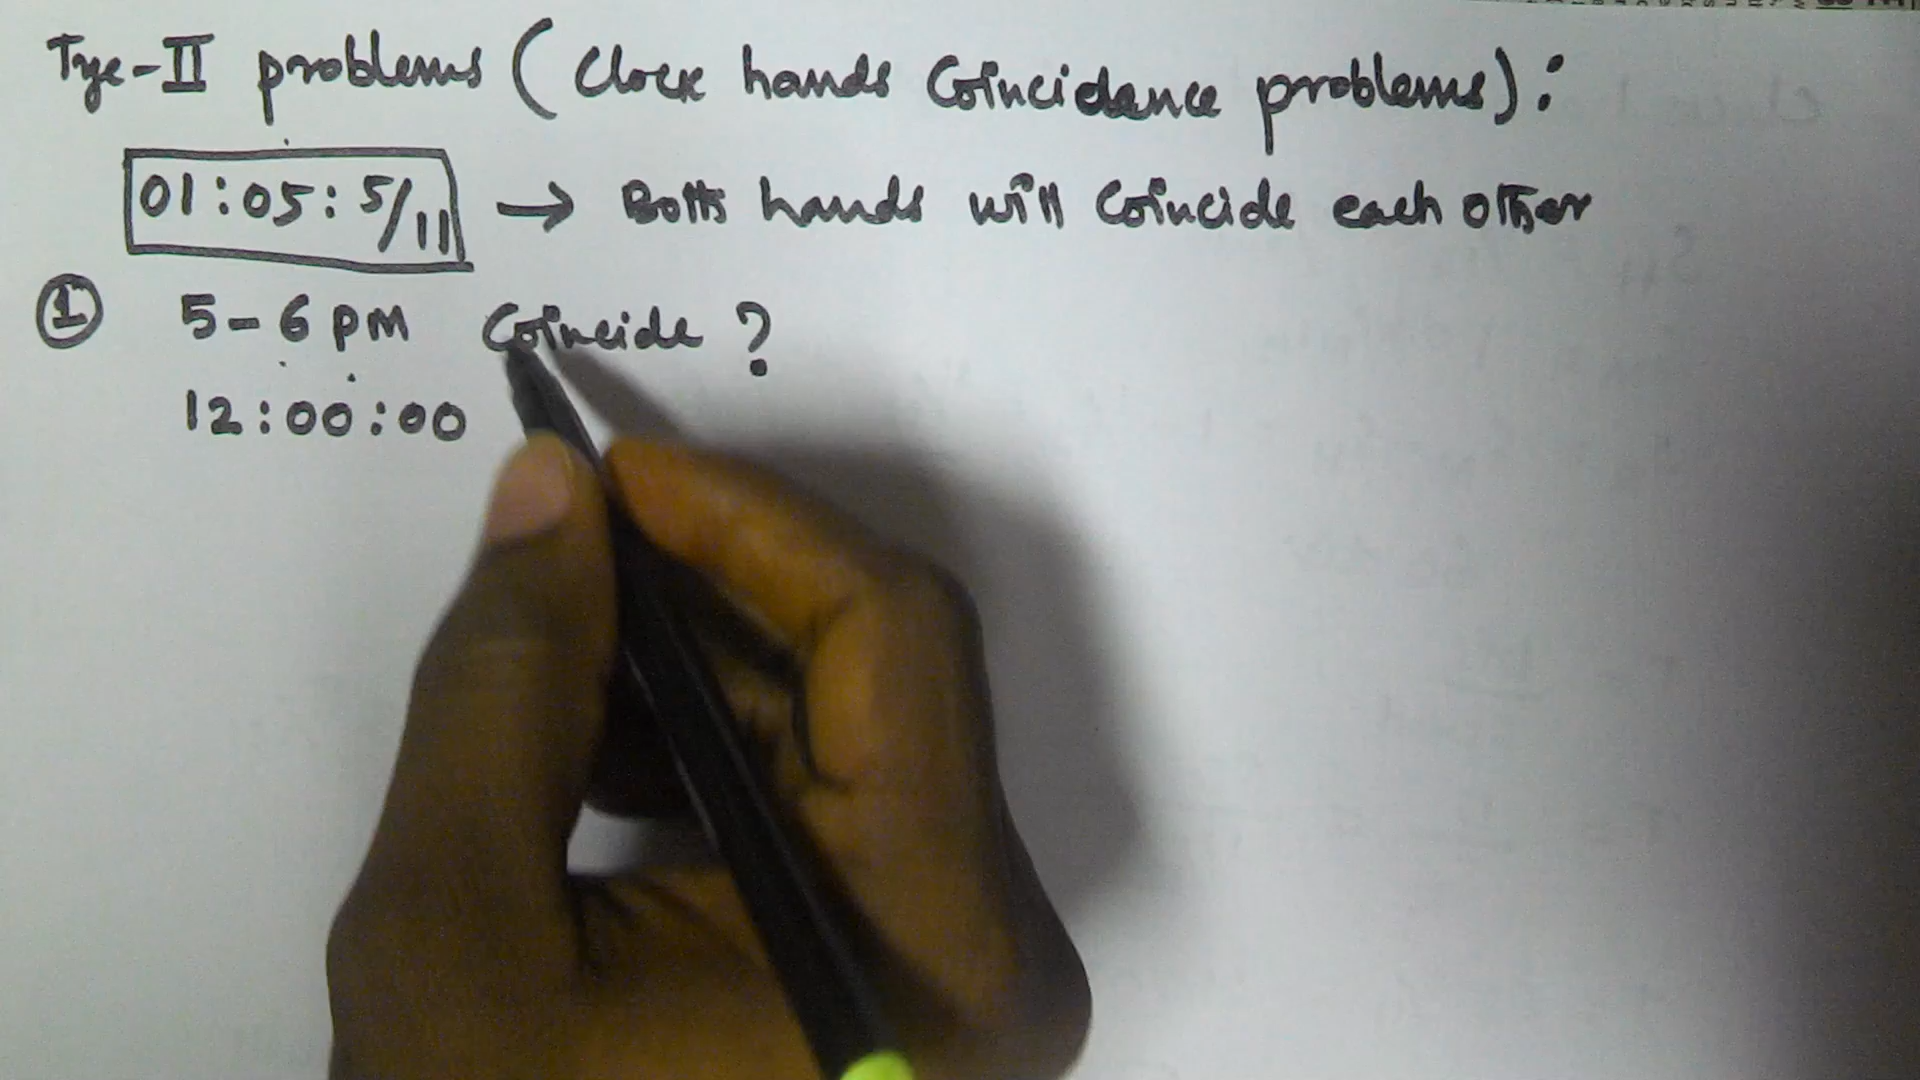 Type-II problems (Clock hands Coincidance problems):
01:05:5/11 → Both hands will coincide each other
① 5-6 pm Coincide ?
12:00:00